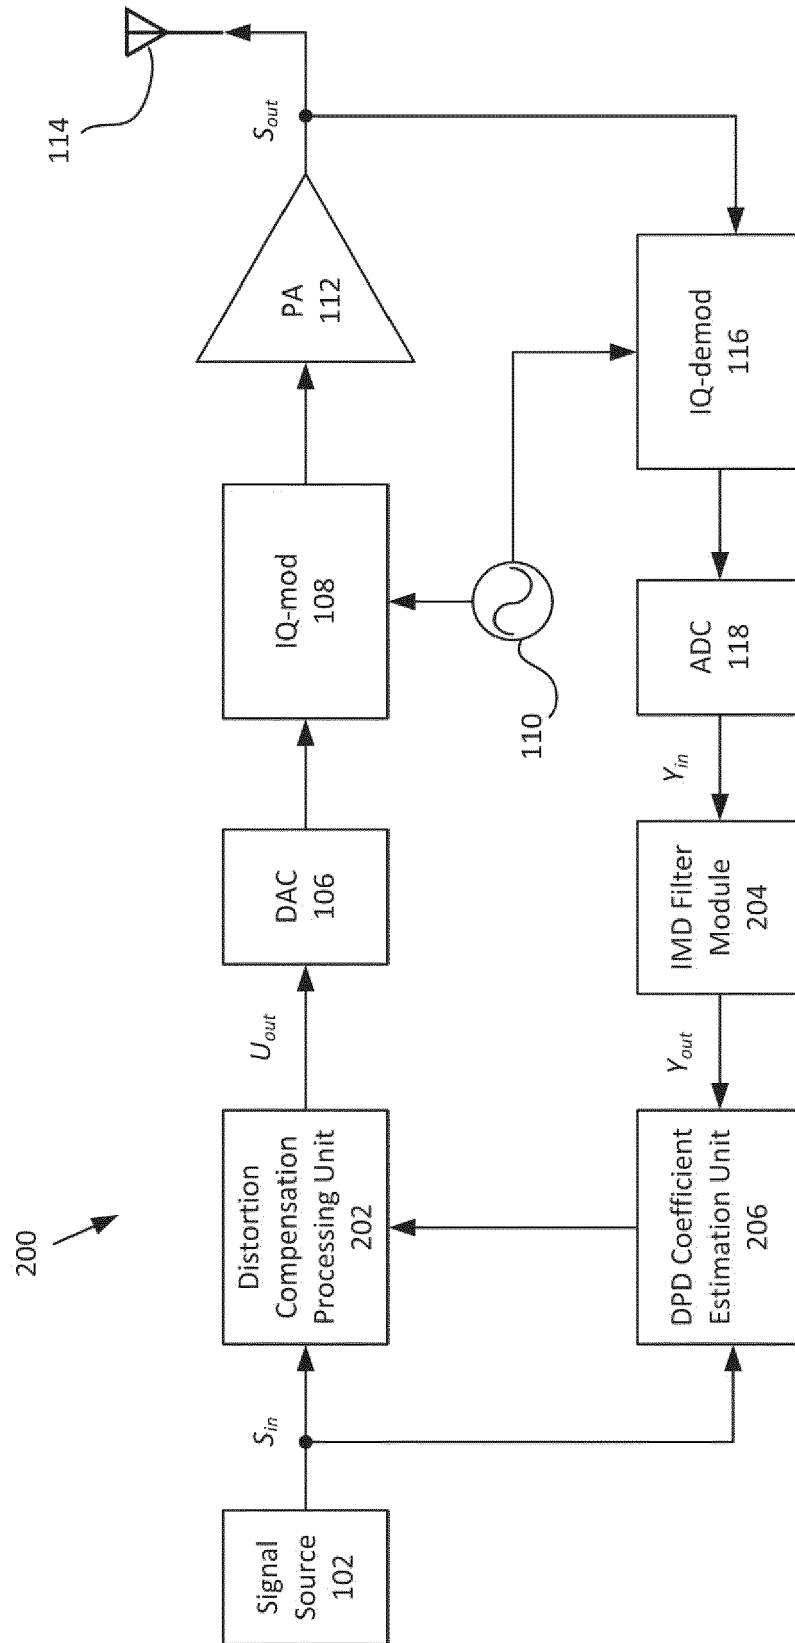 200
Signal
Source
102
S_in
Distortion
Compensation
Processing Unit
202
U_out
DAC
106
IQ-mod
108
110
PA
112
S_out
114
DPD Coefficient
Estimation Unit
206
Y_out
IMD Filter
Module
204
Y_in
ADC
118
IQ-demod
116